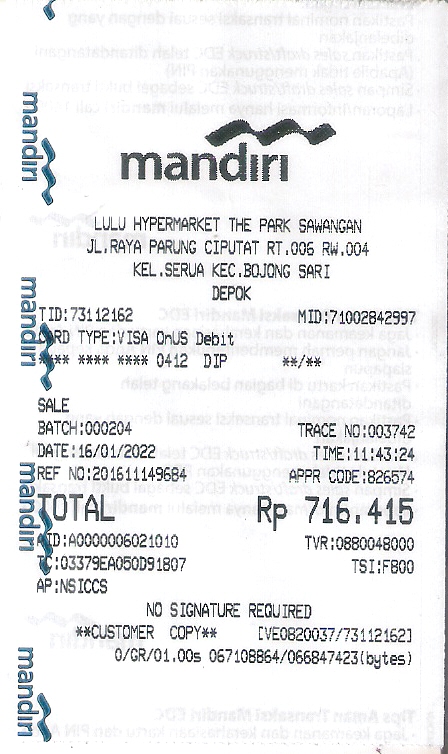 mandiri
LULU HYPERMARKET THE PARK SAWANGAN
JL.RAYA PARUNG CIPUTAT RT.006 RW.004
KEL.SERUA KEC.BOJONG SARI
DEPOK
TID:73112162 MID:71002842997
CARD TYPE:VISA OnUS Debit
**** **** **** 0412 DIP **/**
SALE
BATCH:000204 TRACE NO:003742
DATE:16/01/2022 TIME:11:43:24
REF NO:201611149684 APPR CODE:826574
TOTAL Rp 716.415
AID:A0000006021010 TVR:0880048000
TC:03379EA050D91807 TSI:F800
AP:NSICCS
NO SIGNATURE REQUIRED
**CUSTOMER COPY** [VE0820037/73112162]
0/GR/01.00s 067108864/066847423(bytes)
mandiri
mandiri
mandiri
mandiri